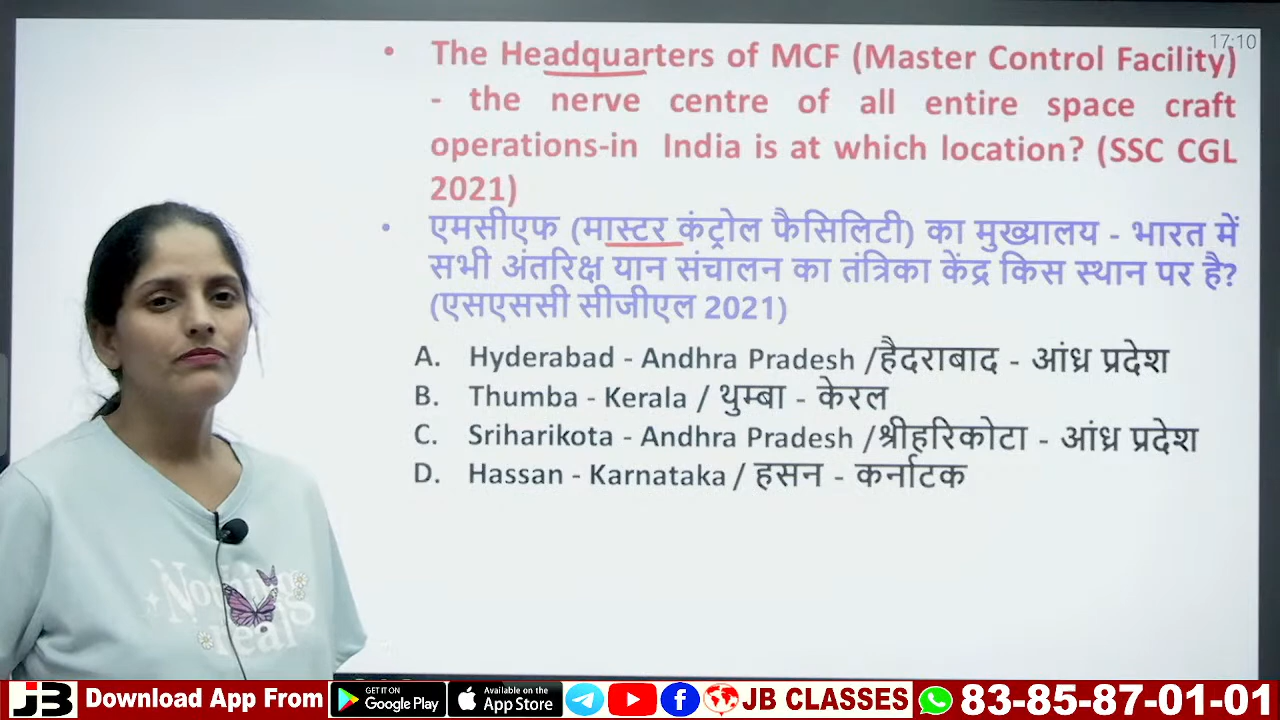 17:10
• The Headquarters of MCF (Master Control Facility)
- the nerve centre of all entire space craft
operations-in India is at which location? (SSC CGL
2021)
• एमसीएफ (मास्टर कंट्रोल फैसिलिटी) का मुख्यालय - भारत में
सभी अंतरिक्ष यान संचालन का तंत्रिका केंद्र किस स्थान पर है?
(एसएससी सीजीएल 2021)
A. Hyderabad - Andhra Pradesh /हैदराबाद - आंध्र प्रदेश
B. Thumba - Kerala / थुम्बा - केरल
C. Sriharikota - Andhra Pradesh /श्रीहरिकोटा - आंध्र प्रदेश
D. Hassan - Karnataka / हसन - कर्नाटक
JB Download App From GET IT ON Google Play Available on the App Store JB CLASSES 83-85-87-01-01